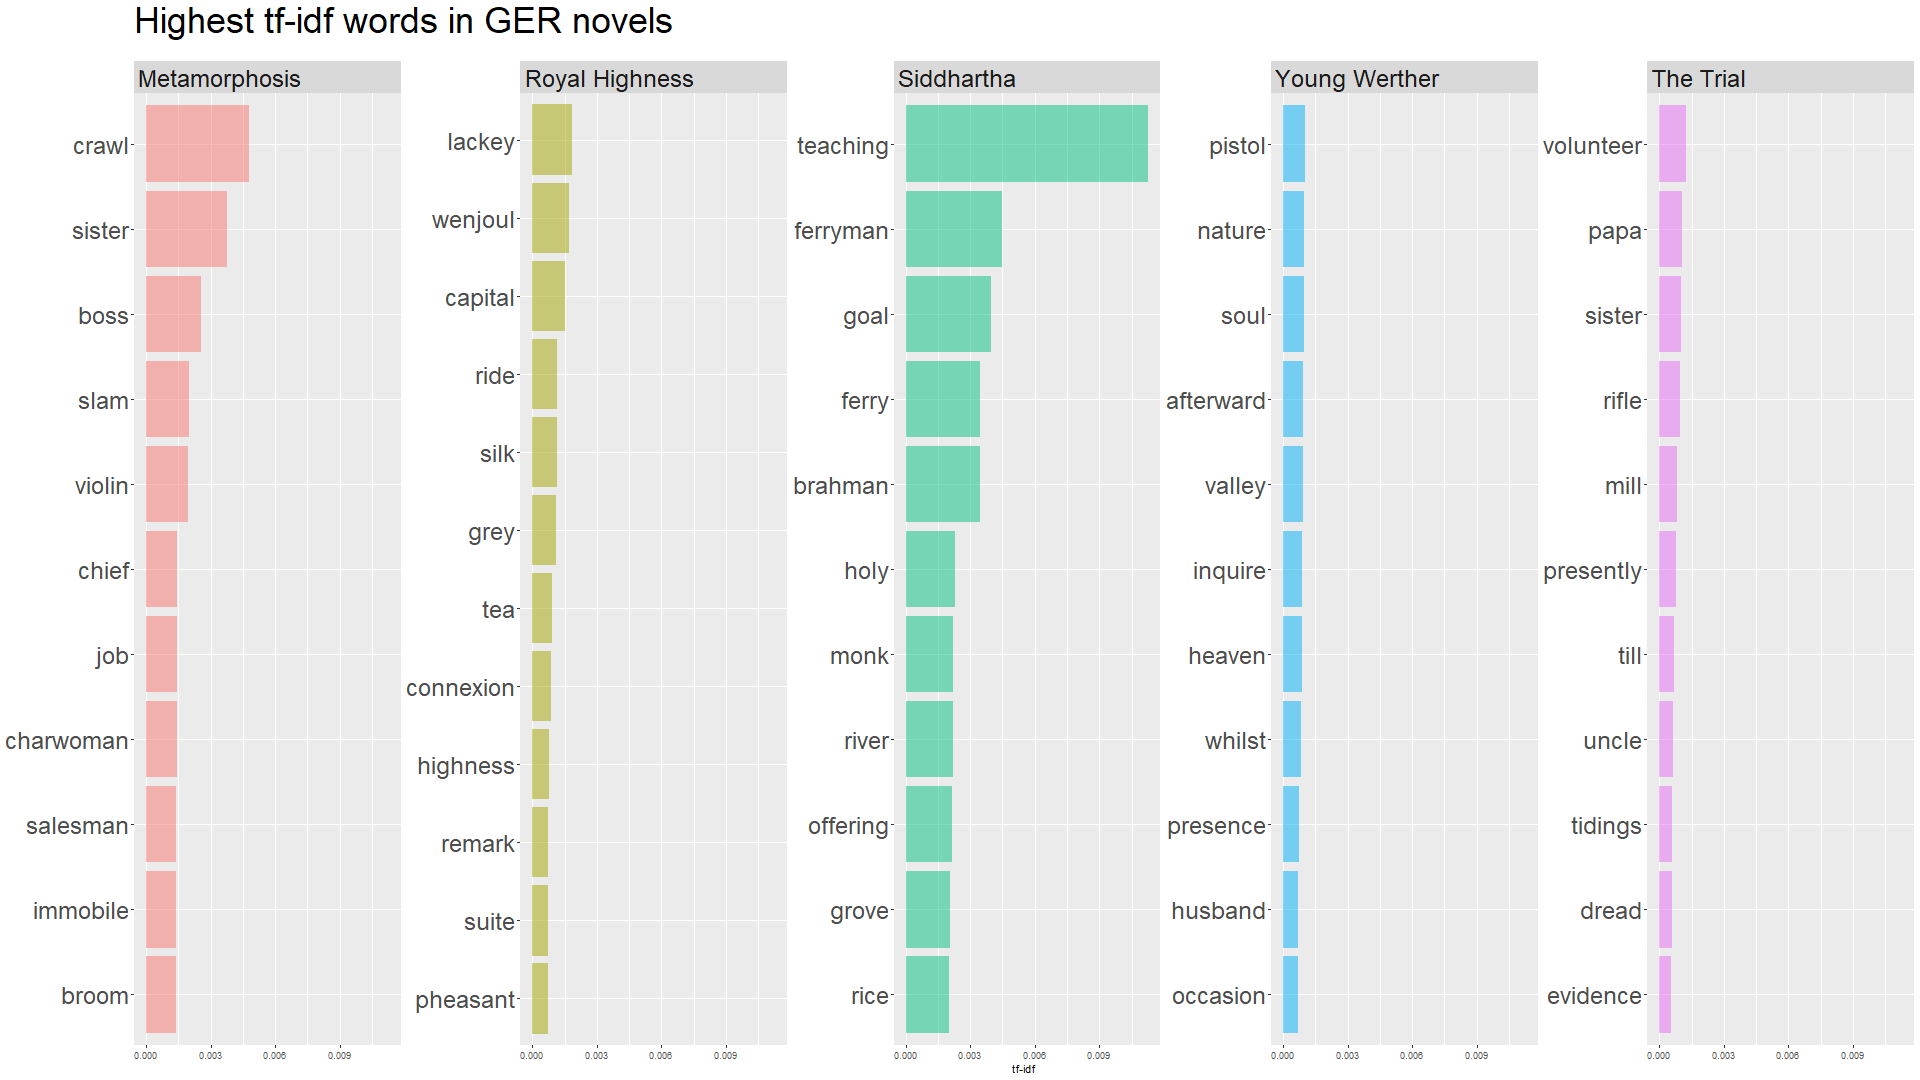 Highest tf-idf words in GER novels
Metamorphosis
crawl
sister
boss
slam
violin
chief
job
charwoman
salesman
immobile
broom
0.000 0.003 0.006 0.009
Royal Highness
lackey
wenjoul
capital
ride
silk
grey
tea
connexion
highness
remark
suite
pheasant
0.000 0.003 0.006 0.009
Siddhartha
teaching
ferryman
goal
ferry
brahman
holy
monk
river
offering
grove
rice
0.000 0.003 0.006 0.009
Young Werther
pistol
nature
soul
afterward
valley
inquire
heaven
whilst
presence
husband
occasion
0.000 0.003 0.006 0.009
The Trial
volunteer
papa
sister
rifle
mill
presently
till
uncle
tidings
dread
evidence
0.000 0.003 0.006 0.009
tf-idf